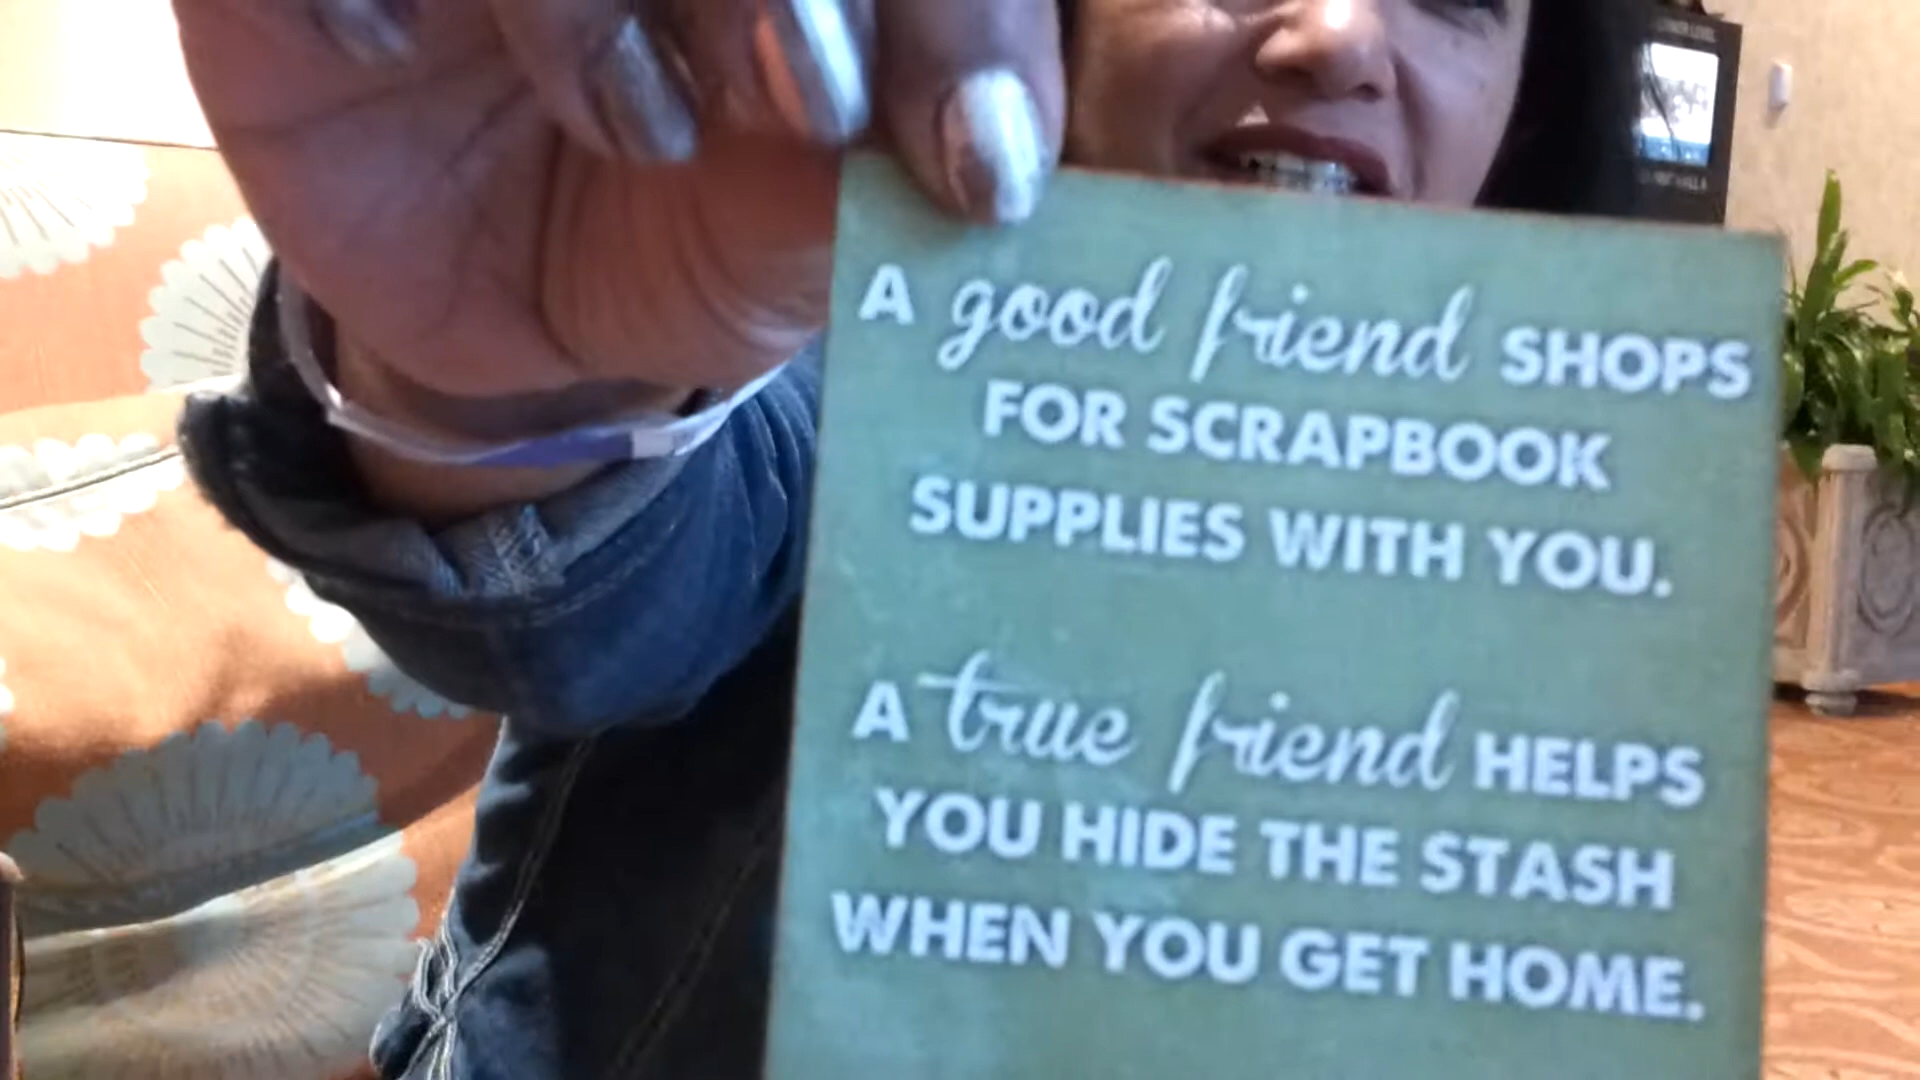 A good friend SHOPS
FOR SCRAPBOOK
SUPPLIES WITH YOU.
A true friend HELPS
YOU HIDE THE STASH
WHEN YOU GET HOME.